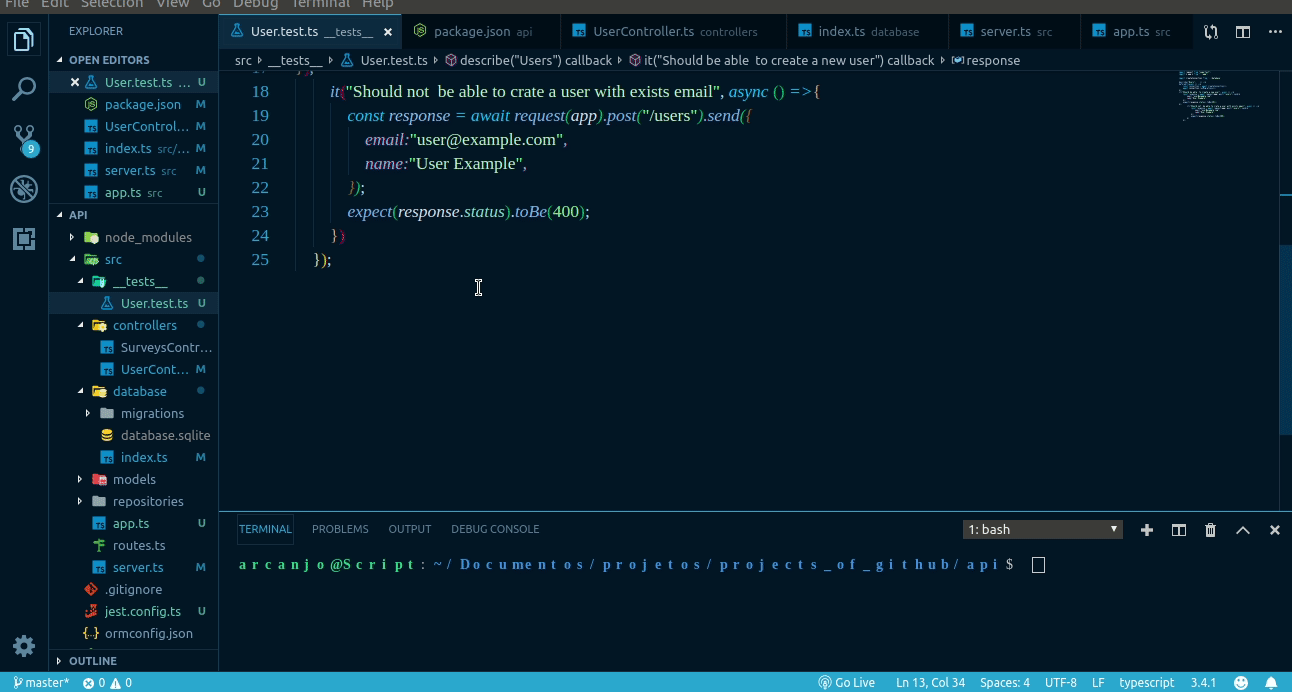 File Edit Selection View Go Debug Terminal Help
EXPLORER
User.test.ts __tests__ ×
package.json api
UserController.ts controllers
index.ts database
server.ts src
app.ts src
src __tests__ User.test.ts describe("Users") callback it("Should be able  to create a new user") callback response
OPEN EDITORS
× User.test.ts ... U
package.json M
UserControl... M
index.ts src/... M
9
server.ts src M
app.ts src U
API
node_modules
src
__tests__
User.test.ts U
controllers
SurveysContr...
UserCont... M
database
migrations
database.sqlite
index.ts M
models
repositories
app.ts U
routes.ts
server.ts M
.gitignore
jest.config.ts U
ormconfig.json
OUTLINE
17 });
18 it("Should not  be able to crate a user with exists email", async () =>{
19 const response = await request(app).post("/users").send({
20 email:"user@example.com",
21 name:"User Example",
22 });
23 expect(response.status).toBe(400);
24 })
25 });
TERMINAL PROBLEMS OUTPUT DEBUG CONSOLE 1: bash
arcanjo@Script:~/Documentos/projetos/projects_of_github/api$
master* 0 0 Go Live Ln 13, Col 34 Spaces: 4 UTF-8 LF typescript 3.4.1